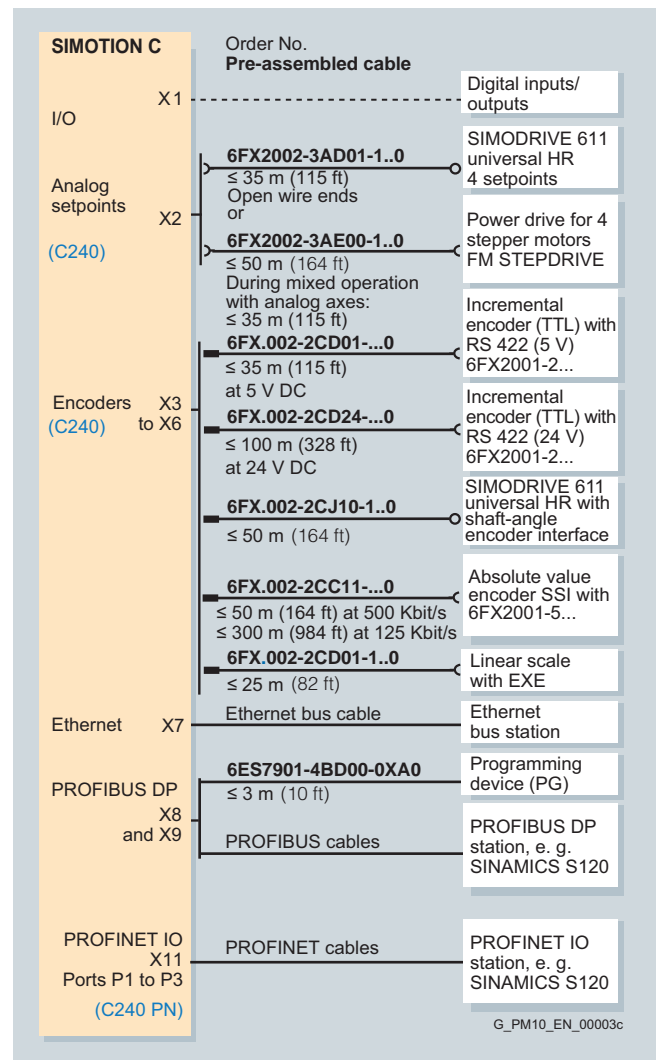 SIMOTION C
Order No.
Pre-assembled cable
I/O
X1
Digital inputs/
outputs
Analog
setpoints
X2
(C240)
6FX2002-3AD01-1..0
≤ 35 m (115 ft)
Open wire ends
or
SIMODRIVE 611
universal HR
4 setpoints
6FX2002-3AE00-1..0
≤ 50 m (164 ft)
During mixed operation
with analog axes:
≤ 35 m (115 ft)
Power drive for 4
stepper motors
FM STEPDRIVE
Encoders X3
(C240) to X6
6FX.002-2CD01-...0
≤ 35 m (115 ft)
at 5 V DC
Incremental
encoder (TTL) with
RS 422 (5 V)
6FX2001-2...
6FX.002-2CD24-...0
≤ 100 m (328 ft)
at 24 V DC
Incremental
encoder (TTL) with
RS 422 (24 V)
6FX2001-2...
6FX.002-2CJ10-1..0
≤ 50 m (164 ft)
SIMODRIVE 611
universal HR with
shaft-angle
encoder interface
6FX.002-2CC11-...0
≤ 50 m (164 ft) at 500 Kbit/s
≤ 300 m (984 ft) at 125 Kbit/s
Absolute value
encoder SSI with
6FX2001-5...
6FX.002-2CD01-1..0
≤ 25 m (82 ft)
Linear scale
with EXE
Ethernet X7
Ethernet bus cable
Ethernet
bus station
PROFIBUS DP
X8
and X9
6ES7901-4BD00-0XA0
≤ 3 m (10 ft)
Programming
device (PG)
PROFIBUS cables
PROFIBUS DP
station, e. g.
SINAMICS S120
PROFINET IO
X11
Ports P1 to P3
(C240 PN)
PROFINET cables
PROFINET IO
station, e. g.
SINAMICS S120
G_PM10_EN_00003c